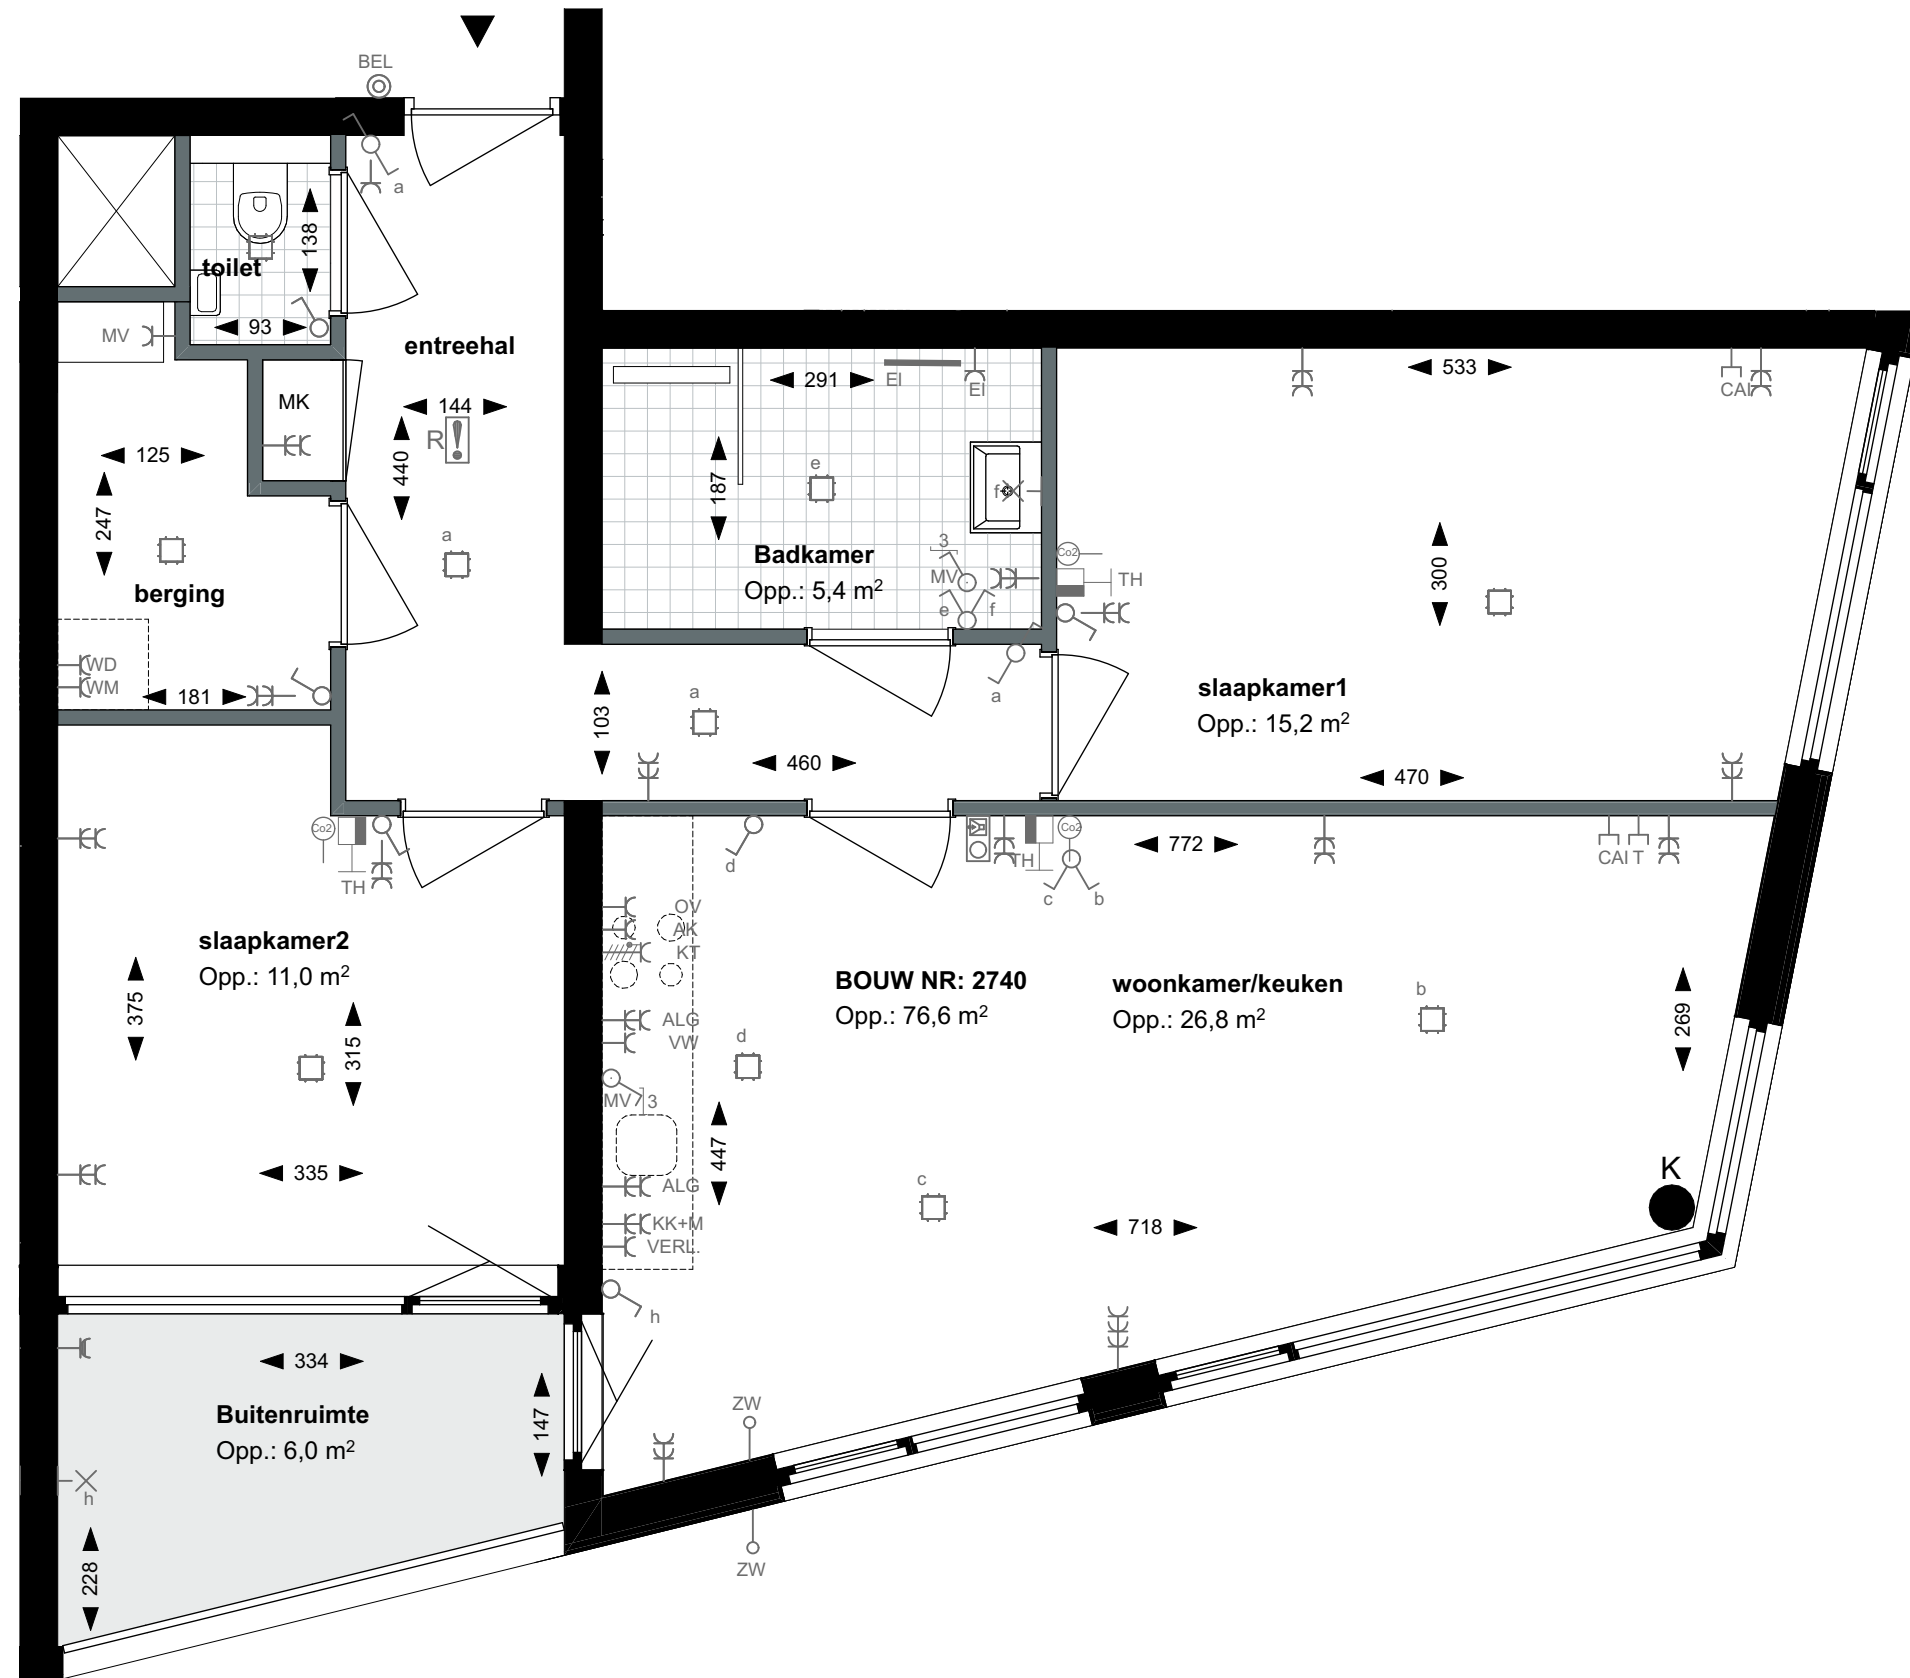 BEL
a
138
toilet
93
MV
entreehal
MK
144
R
440
125
247
a
berging
WD
WM
181
291
EI
EI
187
e
f
Badkamer
Opp.: 5,4 m²
3
MV
e
f
533
CAI
300
Co2
TH
slaapkamer1
Opp.: 15,2 m²
470
a
103
a
460
Co2
TH
slaapkamer2
Opp.: 11,0 m²
375
315
335
d
TH
Co2
c
b
772
CAI
T
OV
AK
KT
ALG
VW
MV
3
ALG
KK+M
VERL.
h
d
447
BOUW NR: 2740
Opp.: 76,6 m²
woonkamer/keuken
Opp.: 26,8 m²
b
269
c
718
K
334
Buitenruimte
Opp.: 6,0 m²
147
h
228
ZW
ZW